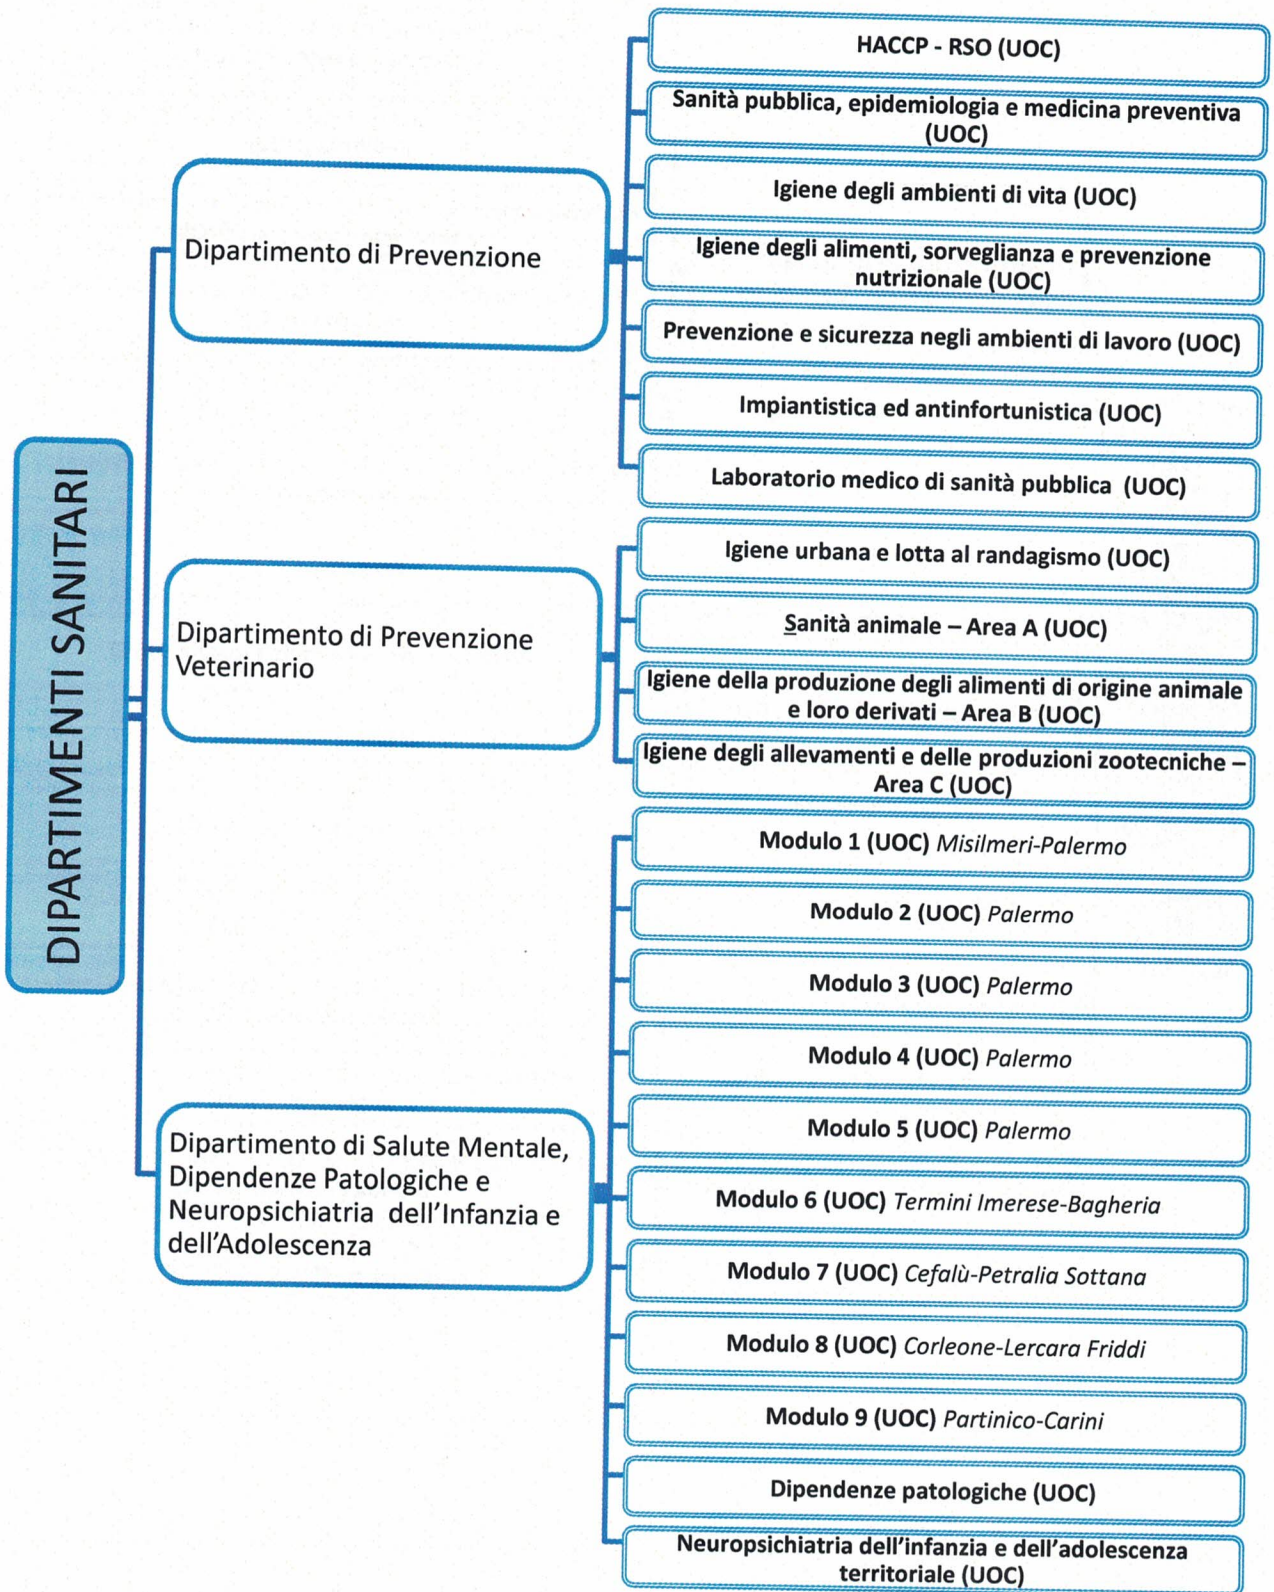 DIPARTIMENTI SANITARI
Dipartimento di Prevenzione
HACCP - RSO (UOC)
Sanità pubblica, epidemiologia e medicina preventiva
(UOC)
Igiene degli ambienti di vita (UOC)
Igiene degli alimenti, sorveglianza e prevenzione
nutrizionale (UOC)
Prevenzione e sicurezza negli ambienti di lavoro (UOC)
Impiantistica ed antinfortunistica (UOC)
Laboratorio medico di sanità pubblica (UOC)
Dipartimento di Prevenzione
Veterinario
Igiene urbana e lotta al randagismo (UOC)
Sanità animale – Area A (UOC)
Igiene della produzione degli alimenti di origine animale
e loro derivati – Area B (UOC)
Igiene degli allevamenti e delle produzioni zootecniche –
Area C (UOC)
Dipartimento di Salute Mentale,
Dipendenze Patologiche e
Neuropsichiatria dell'Infanzia e
dell'Adolescenza
Modulo 1 (UOC) Misilmeri-Palermo
Modulo 2 (UOC) Palermo
Modulo 3 (UOC) Palermo
Modulo 4 (UOC) Palermo
Modulo 5 (UOC) Palermo
Modulo 6 (UOC) Termini Imerese-Bagheria
Modulo 7 (UOC) Cefalù-Petralia Sottana
Modulo 8 (UOC) Corleone-Lercara Friddi
Modulo 9 (UOC) Partinico-Carini
Dipendenze patologiche (UOC)
Neuropsichiatria dell'infanzia e dell'adolescenza
territoriale (UOC)